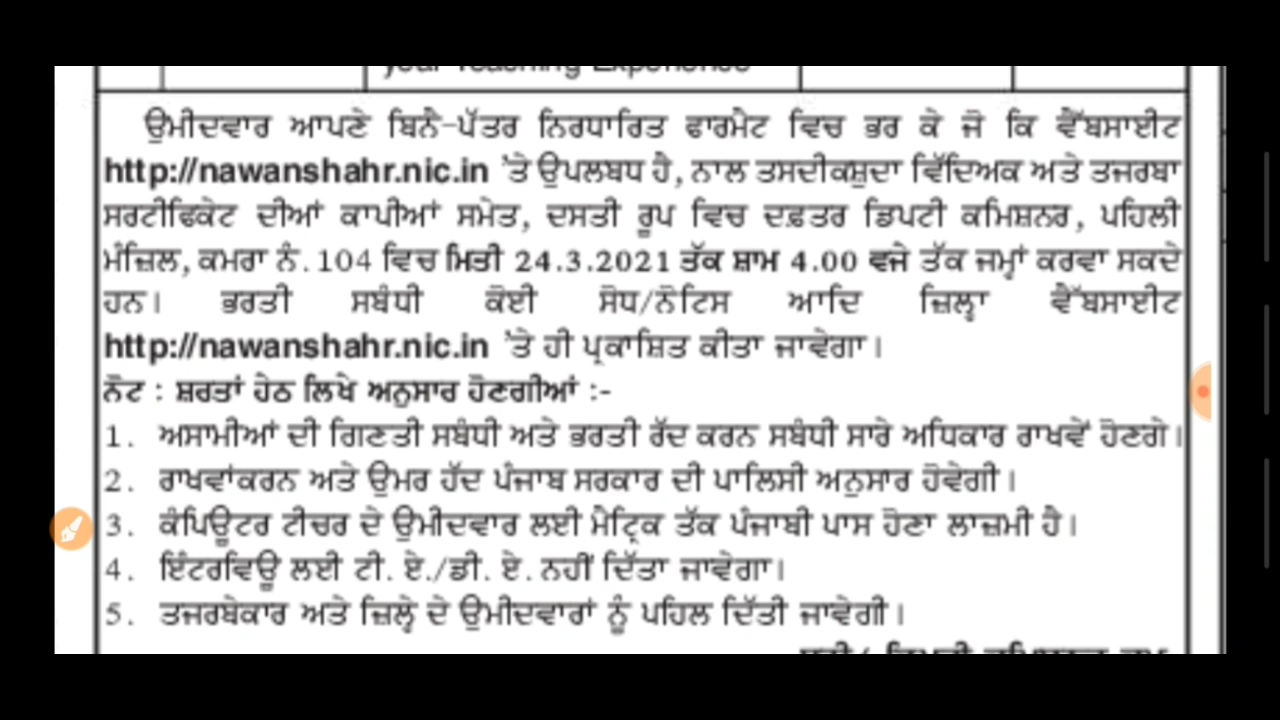 your Teaching Experience
ਉਮੀਦਵਾਰ ਆਪਣੇ ਬਿਨੈ-ਪੱਤਰ ਨਿਰਧਾਰਿਤ ਫਾਰਮੈਟ ਵਿਚ ਭਰ ਕੇ ਜੋ ਕਿ ਵੈੱਬਸਾਈਟ
http://nawanshahr.nic.in 'ਤੇ ਉਪਲਬਧ ਹੈ, ਨਾਲ ਤਸਦੀਕਸ਼ੁਦਾ ਵਿੱਦਿਅਕ ਅਤੇ ਤਜਰਬਾ
ਸਰਟੀਫਿਕੇਟ ਦੀਆਂ ਕਾਪੀਆਂ ਸਮੇਤ, ਦਸਤੀ ਰੂਪ ਵਿਚ ਦਫ਼ਤਰ ਡਿਪਟੀ ਕਮਿਸ਼ਨਰ, ਪਹਿਲੀ
ਮੰਜ਼ਿਲ, ਕਮਰਾ ਨੰ. 104 ਵਿਚ ਮਿਤੀ 24.3.2021 ਤੱਕ ਸ਼ਾਮ 4.00 ਵਜੇ ਤੱਕ ਜਮ੍ਹਾਂ ਕਰਵਾ ਸਕਦੇ
ਹਨ। ਭਰਤੀ ਸਬੰਧੀ ਕੋਈ ਸੋਧ/ਨੋਟਿਸ ਆਦਿ ਜ਼ਿਲ੍ਹਾ ਵੈੱਬਸਾਈਟ
http://nawanshahr.nic.in 'ਤੇ ਹੀ ਪ੍ਰਕਾਸ਼ਿਤ ਕੀਤਾ ਜਾਵੇਗਾ।
ਨੋਟ : ਸ਼ਰਤਾਂ ਹੇਠ ਲਿਖੇ ਅਨੁਸਾਰ ਹੋਣਗੀਆਂ :-
1. ਅਸਾਮੀਆਂ ਦੀ ਗਿਣਤੀ ਸਬੰਧੀ ਅਤੇ ਭਰਤੀ ਰੱਦ ਕਰਨ ਸਬੰਧੀ ਸਾਰੇ ਅਧਿਕਾਰ ਰਾਖਵੇਂ ਹੋਣਗੇ।
2. ਰਾਖਵਾਂਕਰਨ ਅਤੇ ਉਮਰ ਹੱਦ ਪੰਜਾਬ ਸਰਕਾਰ ਦੀ ਪਾਲਿਸੀ ਅਨੁਸਾਰ ਹੋਵੇਗੀ।
3. ਕੰਪਿਊਟਰ ਟੀਚਰ ਦੇ ਉਮੀਦਵਾਰ ਲਈ ਮੈਟ੍ਰਿਕ ਤੱਕ ਪੰਜਾਬੀ ਪਾਸ ਹੋਣਾ ਲਾਜ਼ਮੀ ਹੈ।
4. ਇੰਟਰਵਿਊ ਲਈ ਟੀ. ਏ./ਡੀ. ਏ. ਨਹੀਂ ਦਿੱਤਾ ਜਾਵੇਗਾ।
5. ਤਜਰਬੇਕਾਰ ਅਤੇ ਜ਼ਿਲ੍ਹੇ ਦੇ ਉਮੀਦਵਾਰਾਂ ਨੂੰ ਪਹਿਲ ਦਿੱਤੀ ਜਾਵੇਗੀ।